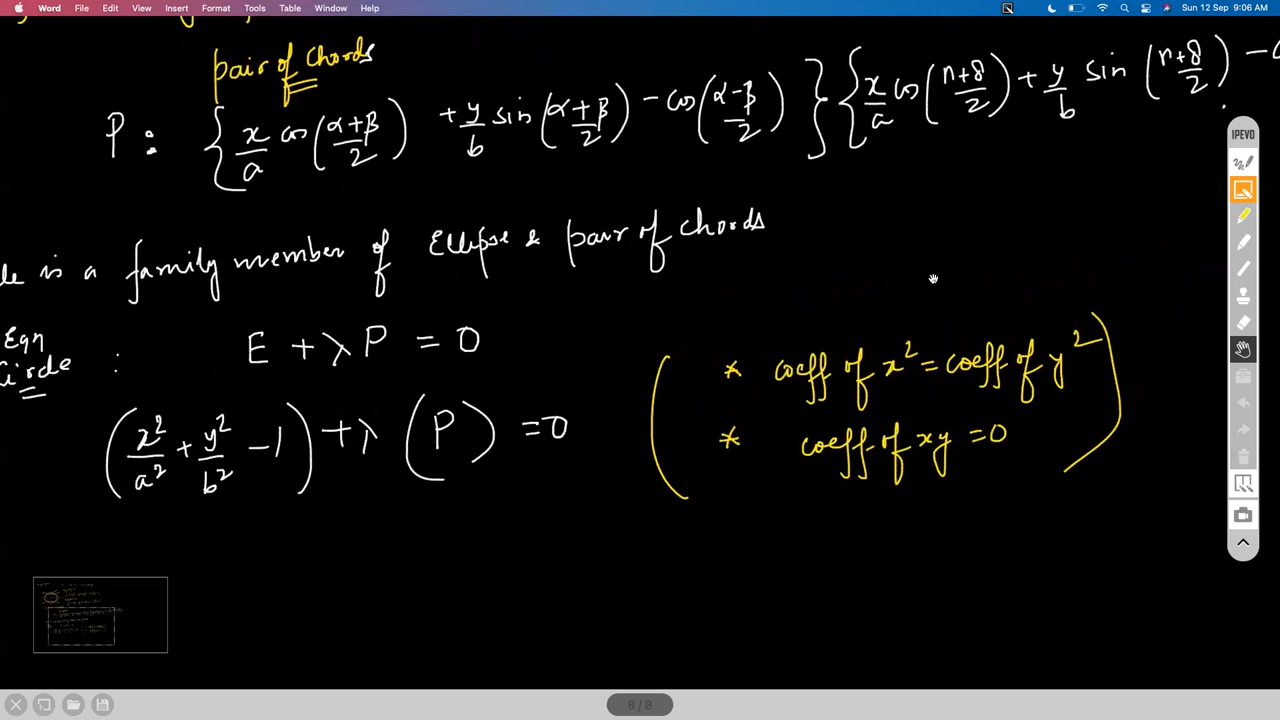 Word File Edit View Insert Format Tools Table Window Help Sun 12 Sep 9:06 AM
pair of chords
P : { x/a cos(α+β/2) + y/b sin(α+β/2) - cos(α-β/2) } { x/a cos(η+δ/2) + y/b sin(η+δ/2) -
is a family member of Ellipse & pair of chords
Eqn
Circle : E + λP = 0
* coeff of x² = coeff of y²
(x²/a² + y²/b² - 1) + λ(P) = 0
* coeff of xy = 0
IPEVO
8 / 8